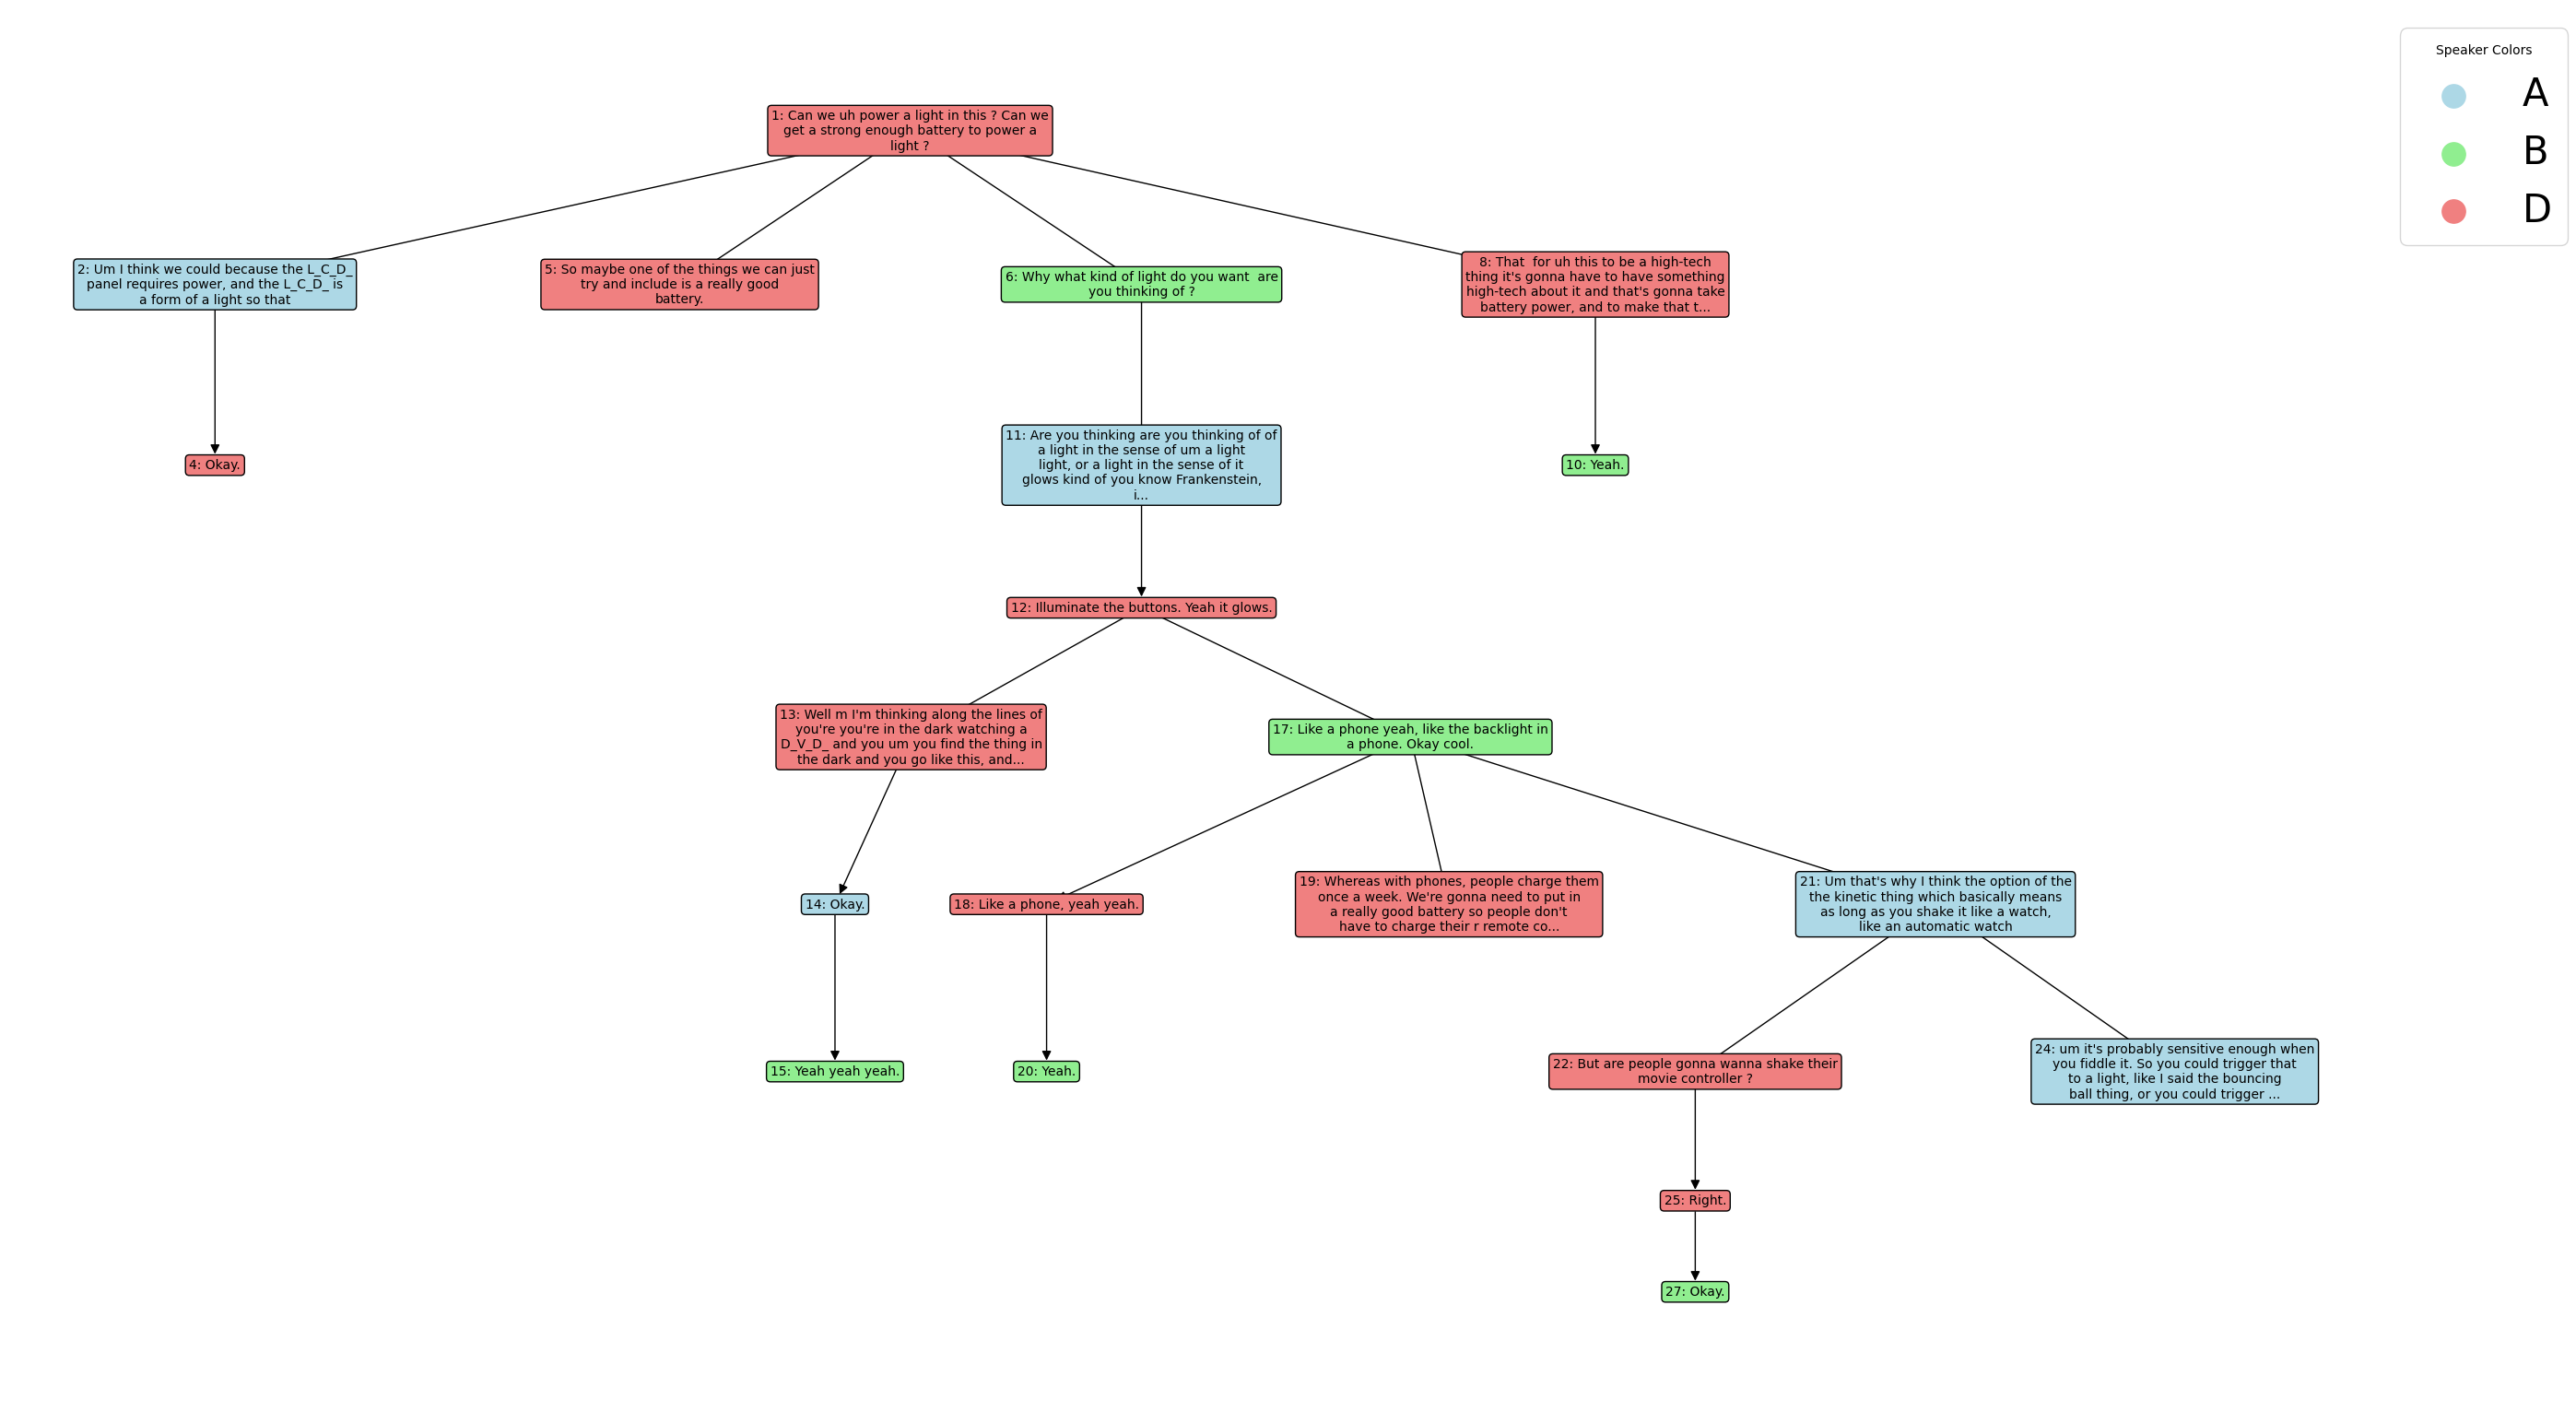 Speaker Colors
A
B
D
1: Can we uh power a light in this ? Can we
get a strong enough battery to power a
light ?
2: Um I think we could because the L_C_D_
panel requires power, and the L_C_D_ is
a form of a light so that
5: So maybe one of the things we can just
try and include is a really good
battery.
6: Why what kind of light do you want  are
you thinking of ?
8: That  for uh this to be a high-tech
thing it's gonna have to have something
high-tech about it and that's gonna take
battery power, and to make that t...
4: Okay.
11: Are you thinking are you thinking of of
a light in the sense of um a light
light, or a light in the sense of it
glows kind of you know Frankenstein,
i...
10: Yeah.
12: Illuminate the buttons. Yeah it glows.
13: Well m I'm thinking along the lines of
you're you're in the dark watching a
D_V_D_ and you um you find the thing in
the dark and you go like this, and...
17: Like a phone yeah, like the backlight in
a phone. Okay cool.
14: Okay.
18: Like a phone, yeah yeah.
19: Whereas with phones, people charge them
once a week. We're gonna need to put in
a really good battery so people don't
have to charge their r remote co...
21: Um that's why I think the option of the
the kinetic thing which basically means
as long as you shake it like a watch,
like an automatic watch
15: Yeah yeah yeah.
20: Yeah.
22: But are people gonna wanna shake their
movie controller ?
24: um it's probably sensitive enough when
you fiddle it. So you could trigger that
to a light, like I said the bouncing
ball thing, or you could trigger ...
25: Right.
27: Okay.